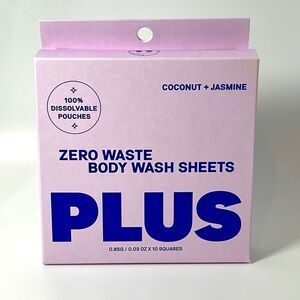 COCONUT + JASMINE
100%
DISSOLVABLE
POUCHES
ZERO WASTE
BODY WASH SHEETS
PLUS
0.85G / 0.03 OZ X 10 SQUARES